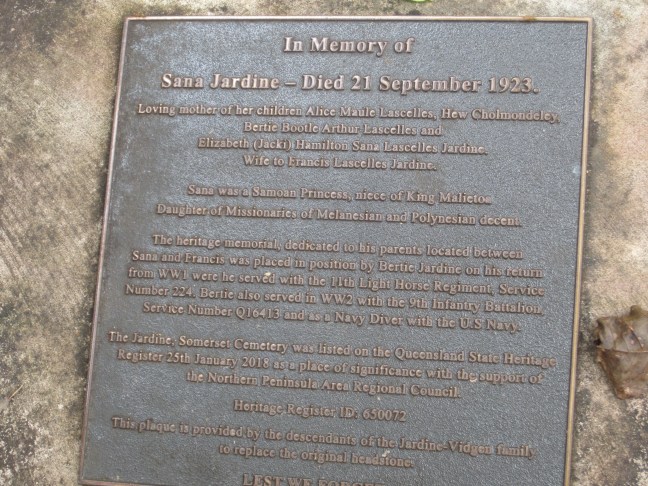 In Memory of
Sana Jardine – Died 21 September 1923.
Loving mother of her children Alice Maule Lascelles, Hew Cholmondeley,
Bertie Bootle Arthur Lascelles and
Elizabeth (Jacki) Hamilton Sana Lascelles Jardine.
Wife to Francis Lascelles Jardine.
Sana was a Samoan Princess, niece of King Malietoa
Daughter of Missionaries of Melanesian and Polynesian decent.
The heritage memorial, dedicated to his parents located between
Sana and Francis was placed in position by Bertie Jardine on his return
from WW1 were he served with the 11th Light Horse Regiment, Service
Number 224. Bertie also served in WW2 with the 9th Infantry Battalion,
Service Number Q16413 and as a Navy Diver with the U.S Navy.
The Jardine, Somerset Cemetery was listed on the Queensland State Heritage
Register 25th January 2018 as a place of significance with the support of
the Northern Peninsula Area Regional Council.
Heritage Register ID. 650072
This plaque is provided by the descendants of the Jardine-Vidgen family
to replace the original headstones
LEST WE FORGET